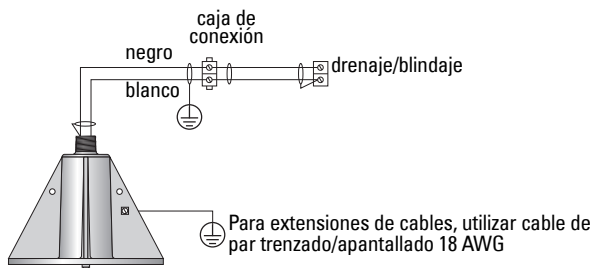 caja de
conexión
negro
drenaje/blindaje
blanco
Para extensiones de cables, utilizar cable de
par trenzado/apantallado 18 AWG